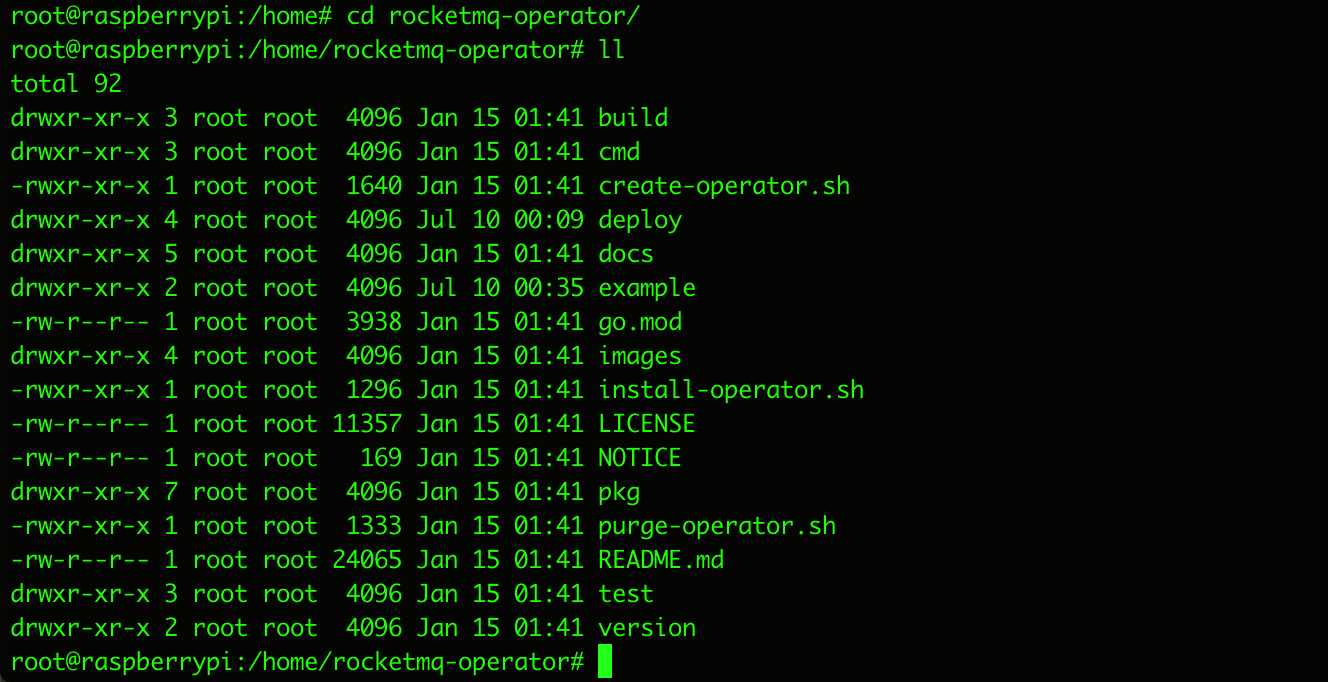 root@raspberrypi:/home# cd rocketmq-operator/
root@raspberrypi:/home/rocketmq-operator# ll
total 92
drwxr-xr-x 3 root root  4096 Jan 15 01:41 build
drwxr-xr-x 3 root root  4096 Jan 15 01:41 cmd
-rwxr-xr-x 1 root root  1640 Jan 15 01:41 create-operator.sh
drwxr-xr-x 4 root root  4096 Jul 10 00:09 deploy
drwxr-xr-x 5 root root  4096 Jan 15 01:41 docs
drwxr-xr-x 2 root root  4096 Jul 10 00:35 example
-rw-r--r-- 1 root root  3938 Jan 15 01:41 go.mod
drwxr-xr-x 4 root root  4096 Jan 15 01:41 images
-rwxr-xr-x 1 root root  1296 Jan 15 01:41 install-operator.sh
-rw-r--r-- 1 root root 11357 Jan 15 01:41 LICENSE
-rw-r--r-- 1 root root   169 Jan 15 01:41 NOTICE
drwxr-xr-x 7 root root  4096 Jan 15 01:41 pkg
-rwxr-xr-x 1 root root  1333 Jan 15 01:41 purge-operator.sh
-rw-r--r-- 1 root root 24065 Jan 15 01:41 README.md
drwxr-xr-x 3 root root  4096 Jan 15 01:41 test
drwxr-xr-x 2 root root  4096 Jan 15 01:41 version
root@raspberrypi:/home/rocketmq-operator#